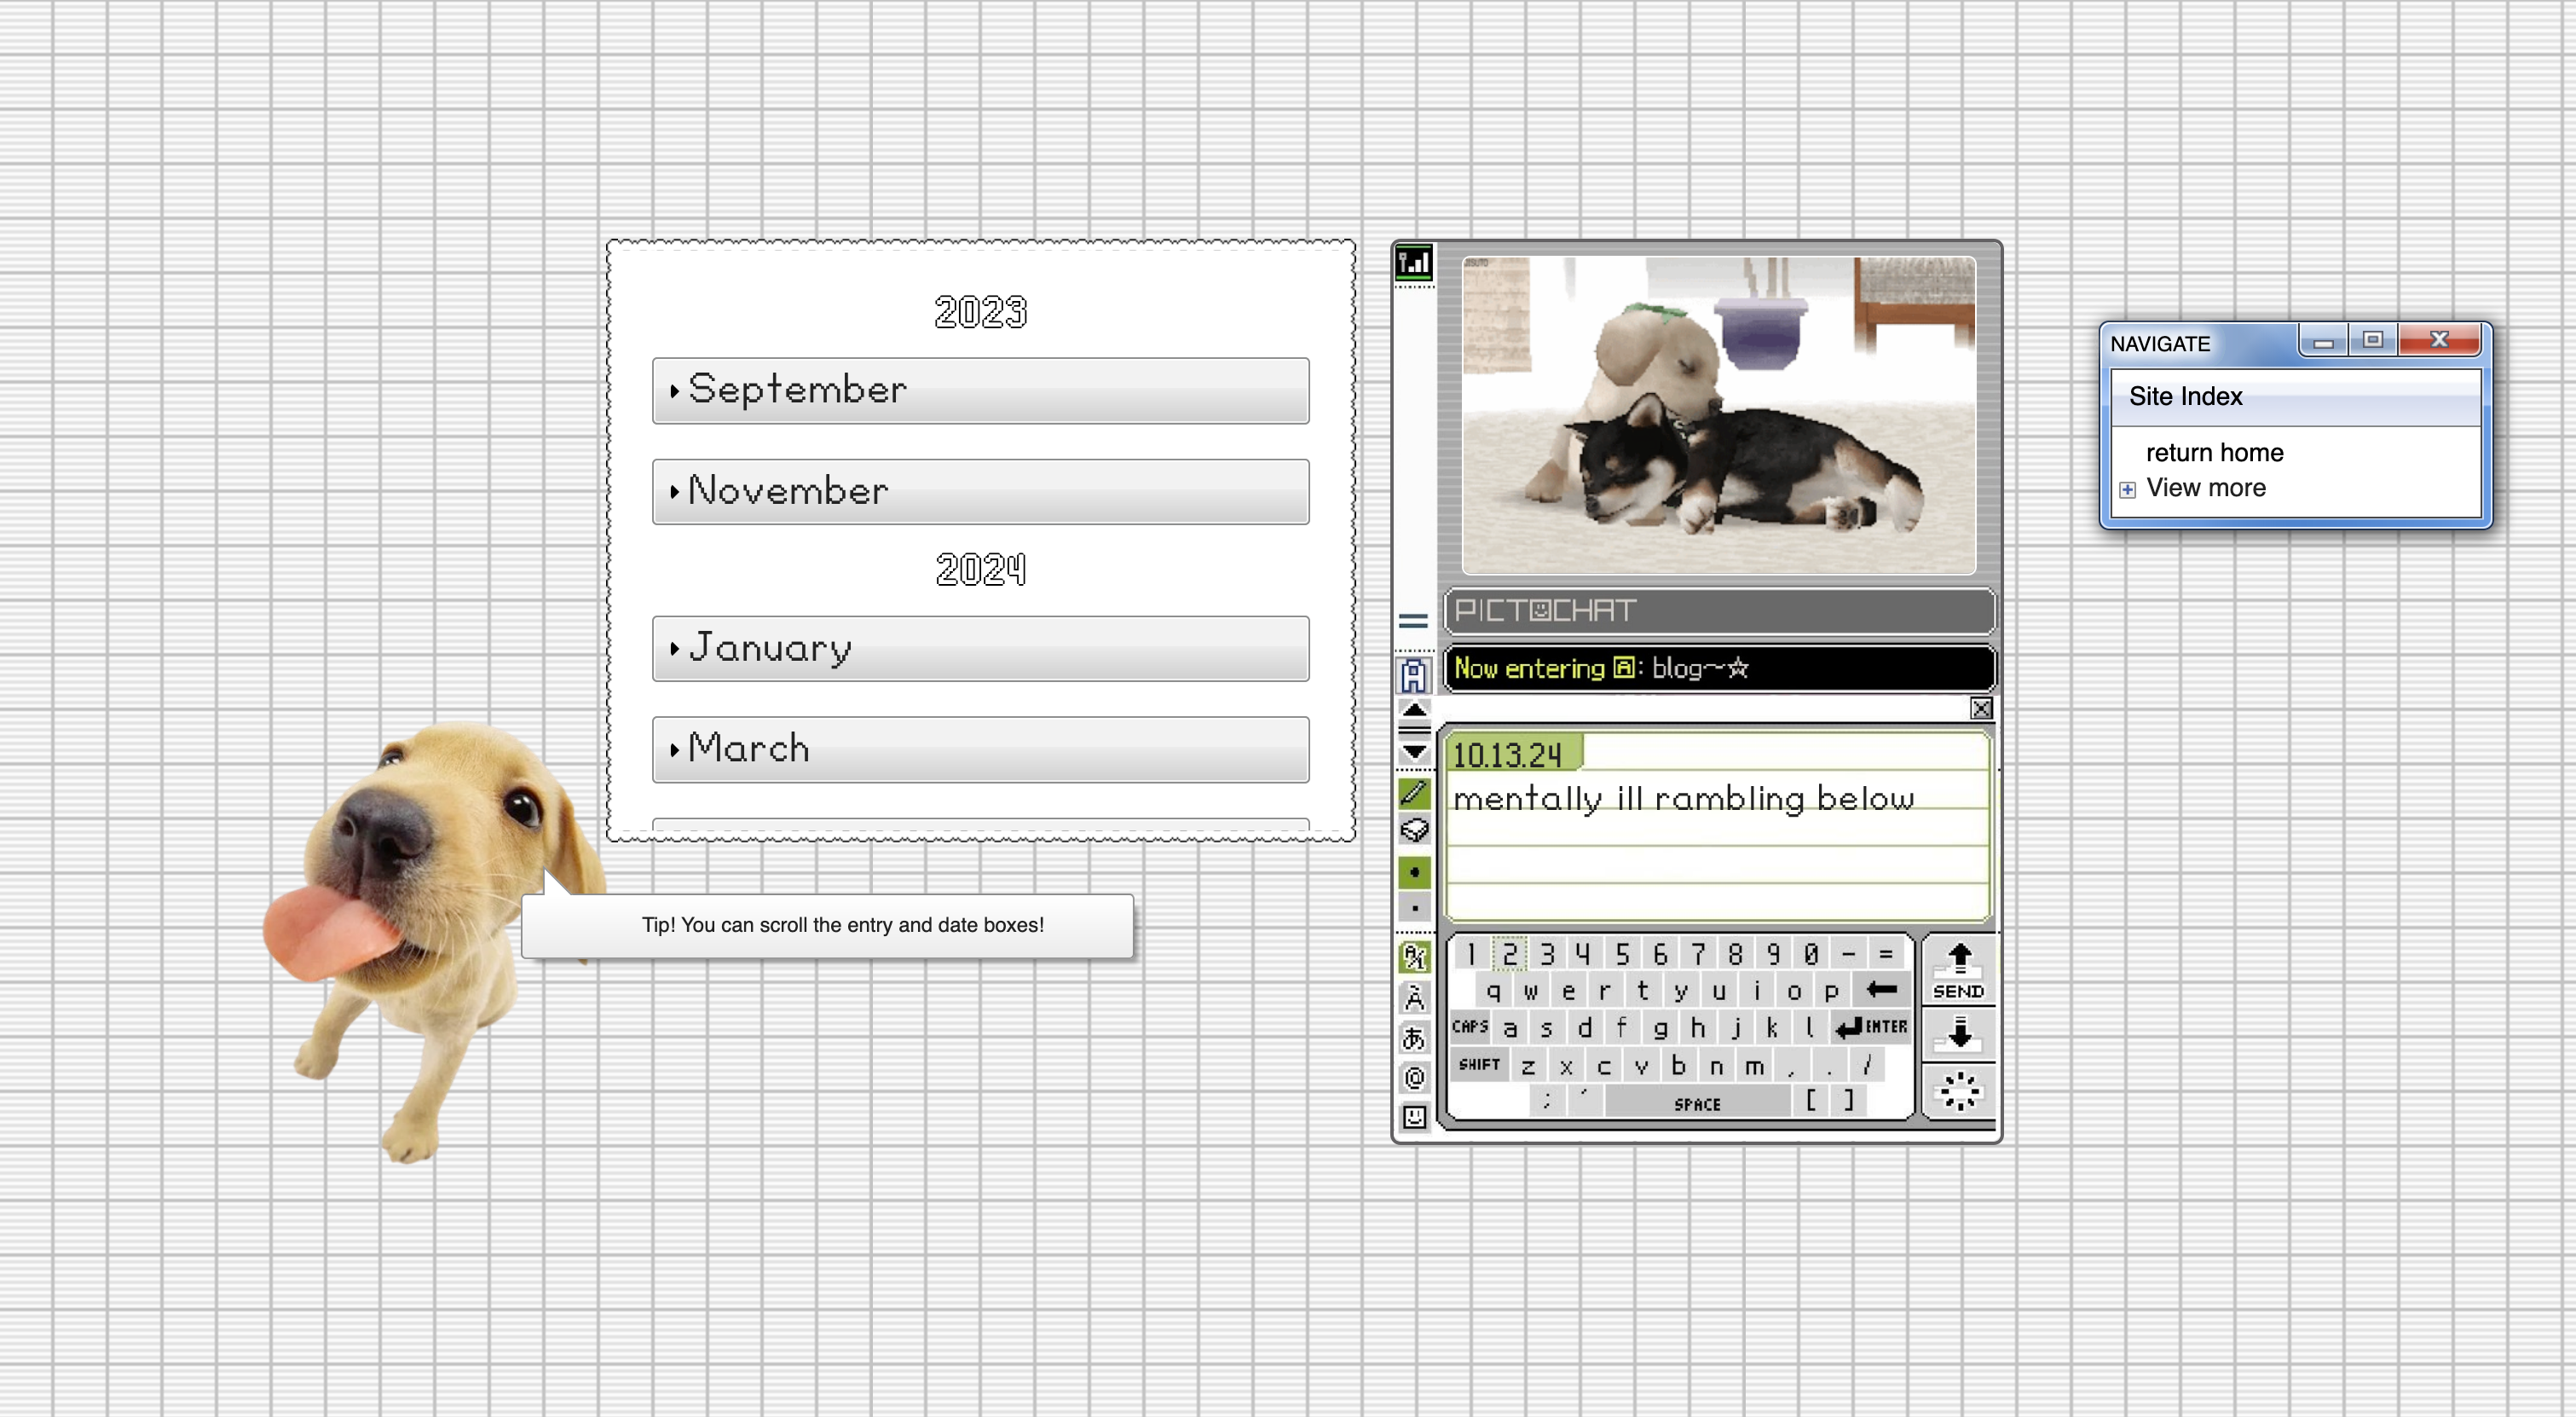 2023
September
November
2024
January
March
Tip! You can scroll the entry and date boxes!
PICTOCHAT
Now entering A: blog~☆
10.13.24
mentally ill rambling below
1 2 3 4 5 6 7 8 9 0 - =
q w e r t y u i o p
CAPS a s d f g h j k l ENTER
SHIFT z x c v b n m , . /
; ' SPACE [ ]
SEND
A
あ
@
NAVIGATE
Site Index
return home
View more